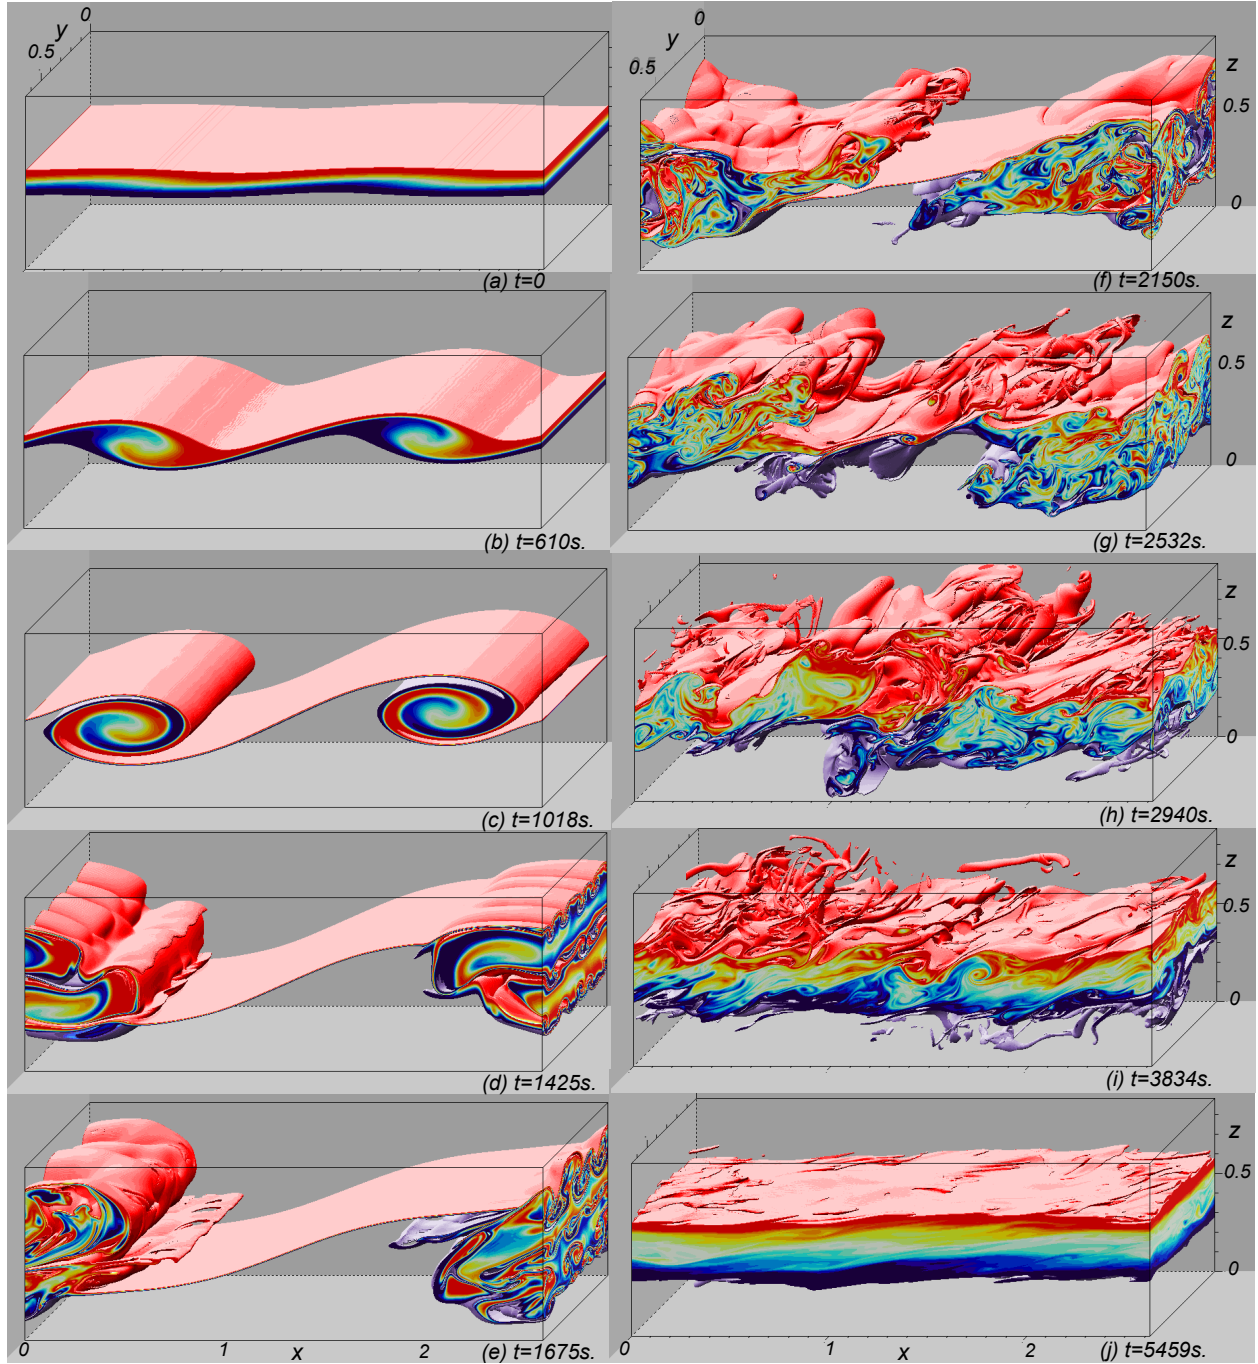 0
y
0.5
(a) t=0
(b) t=610s.
(c) t=1018s.
(d) t=1425s.
0
1
x
2
(e) t=1675s.
0
y
0.5
z
0.5
0
(f) t=2150s.
z
0.5
0
(g) t=2532s.
z
0.5
0
(h) t=2940s.
z
0.5
0
(i) t=3834s.
z
0.5
0
0
1
x
2
(j) t=5459s.